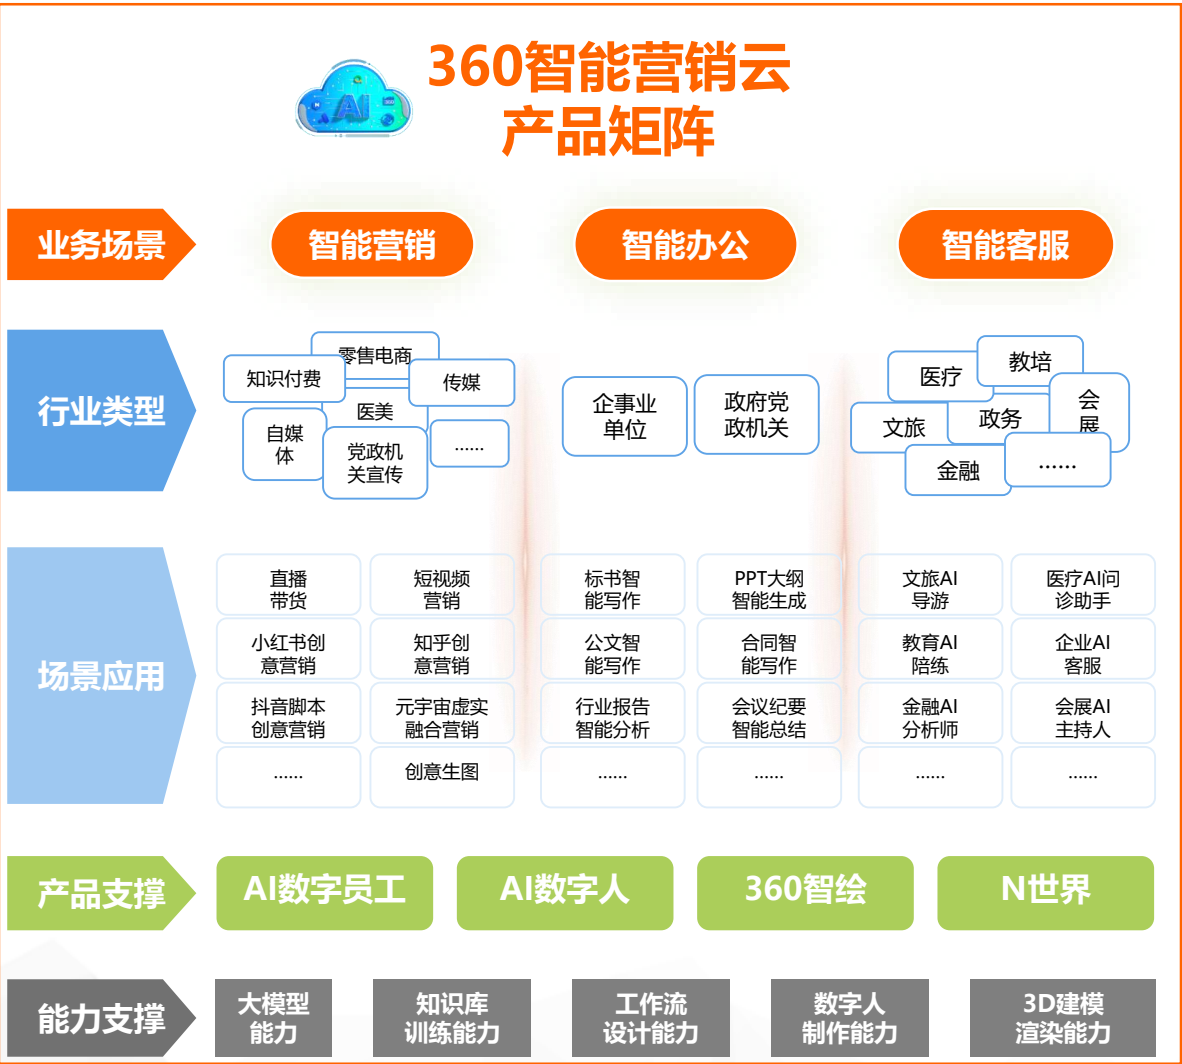 360智能营销云
产品矩阵
AI
业务场景
智能营销
智能办公
智能客服
行业类型
零售电商
知识付费
传媒
医美
自媒
体
党政机
关宣传
......
企事业
单位
政府党
政机关
教培
医疗
会
展
政务
文旅
金融
......
场景应用
直播
带货
短视频
营销
小红书创
意营销
知乎创
意营销
抖音脚本
创意营销
元宇宙虚实
融合营销
......
创意生图
标书智
能写作
PPT大纲
智能生成
公文智
能写作
合同智
能写作
行业报告
智能分析
会议纪要
智能总结
......
......
文旅AI
导游
医疗AI问
诊助手
教育AI
陪练
企业AI
客服
金融AI
分析师
会展AI
主持人
......
......
产品支撑
AI数字员工
AI数字人
360智绘
N世界
能力支撑
大模型
能力
知识库
训练能力
工作流
设计能力
数字人
制作能力
3D建模
渲染能力